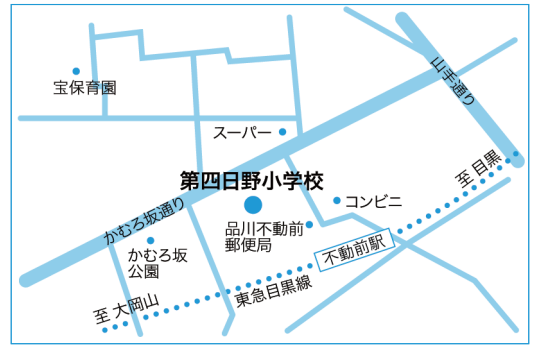 山手通り
宝保育園
スーパー
至 目黒
第四日野小学校
コンビニ
かむろ坂通り
品川不動前
郵便局
不動前駅
かむろ坂
公園
東急目黒線
至 大岡山